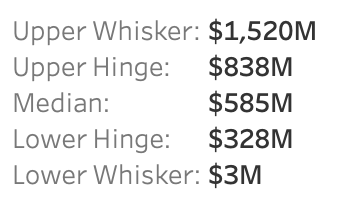 Upper Whisker: $1,520M
Upper Hinge: $838M
Median: $585M
Lower Hinge: $328M
Lower Whisker: $3M